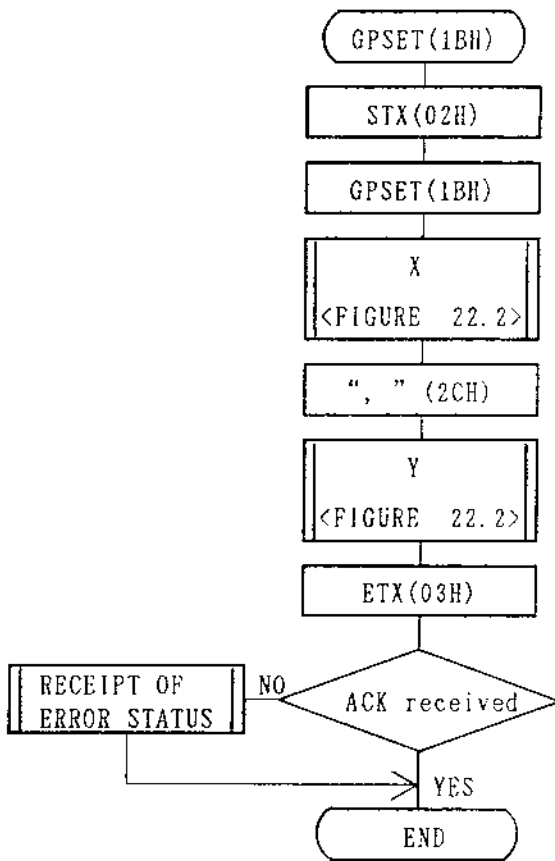 GPSET(1BH)
STX(02H)
GPSET(1BH)
X
<FIGURE 22.2>
“, ” (2CH)
Y
<FIGURE 22.2>
ETX(03H)
RECEIPT OF
ERROR STATUS
NO
ACK received
YES
END